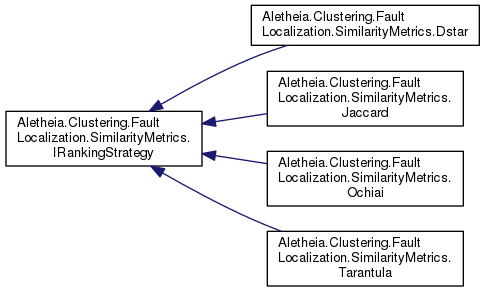 Aletheia.Clustering.Fault
Localization.SimilarityMetrics.Dstar
Aletheia.Clustering.Fault
Localization.SimilarityMetrics.
Jaccard
Aletheia.Clustering.Fault
Localization.SimilarityMetrics.
IRankingStrategy
Aletheia.Clustering.Fault
Localization.SimilarityMetrics.
Ochiai
Aletheia.Clustering.Fault
Localization.SimilarityMetrics.
Tarantula